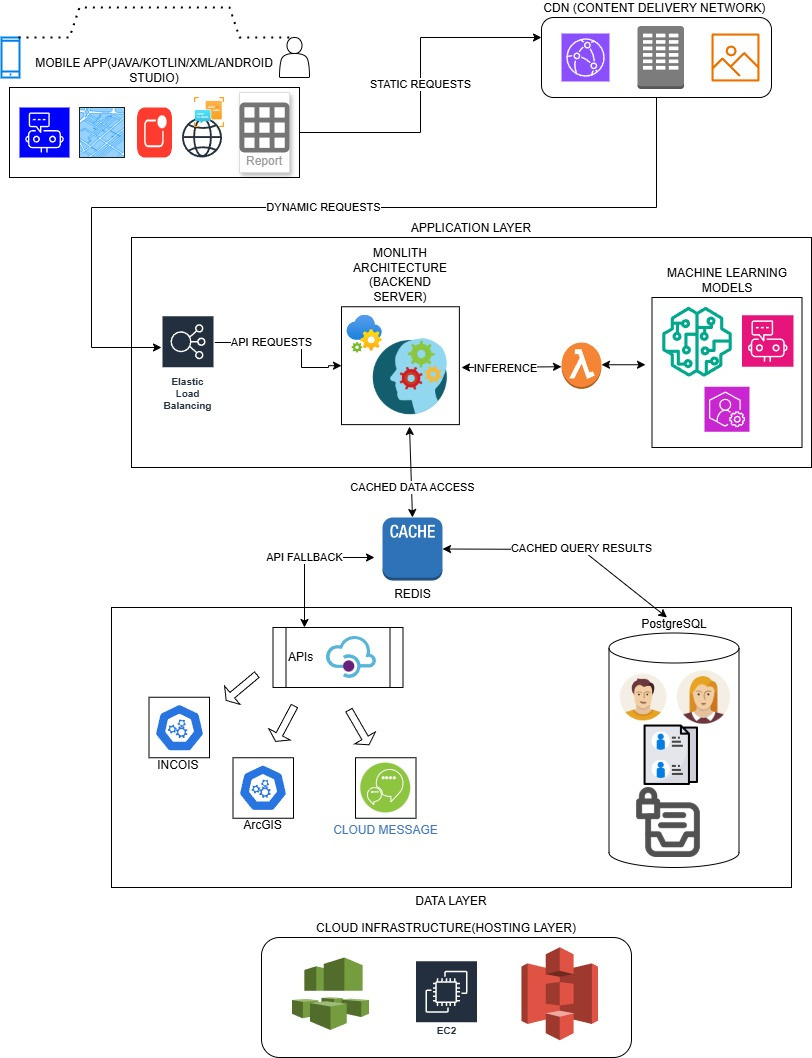 CDN (CONTENT DELIVERY NETWORK)
MOBILE APP(JAVA/KOTLIN/XML/ANDROID
STUDIO)
STATIC REQUESTS
Report
DYNAMIC REQUESTS
APPLICATION LAYER
MONLITH
ARCHITECTURE
(BACKEND
SERVER)
MACHINE LEARNING
MODELS
API REQUESTS
INFERENCE
Elastic
Load
Balancing
CACHED DATA ACCESS
CACHE
API FALLBACK
CACHED QUERY RESULTS
REDIS
PostgreSQL
APIs
INCOIS
ArcGIS
CLOUD MESSAGE
DATA LAYER
CLOUD INFRASTRUCTURE(HOSTING LAYER)
EC2